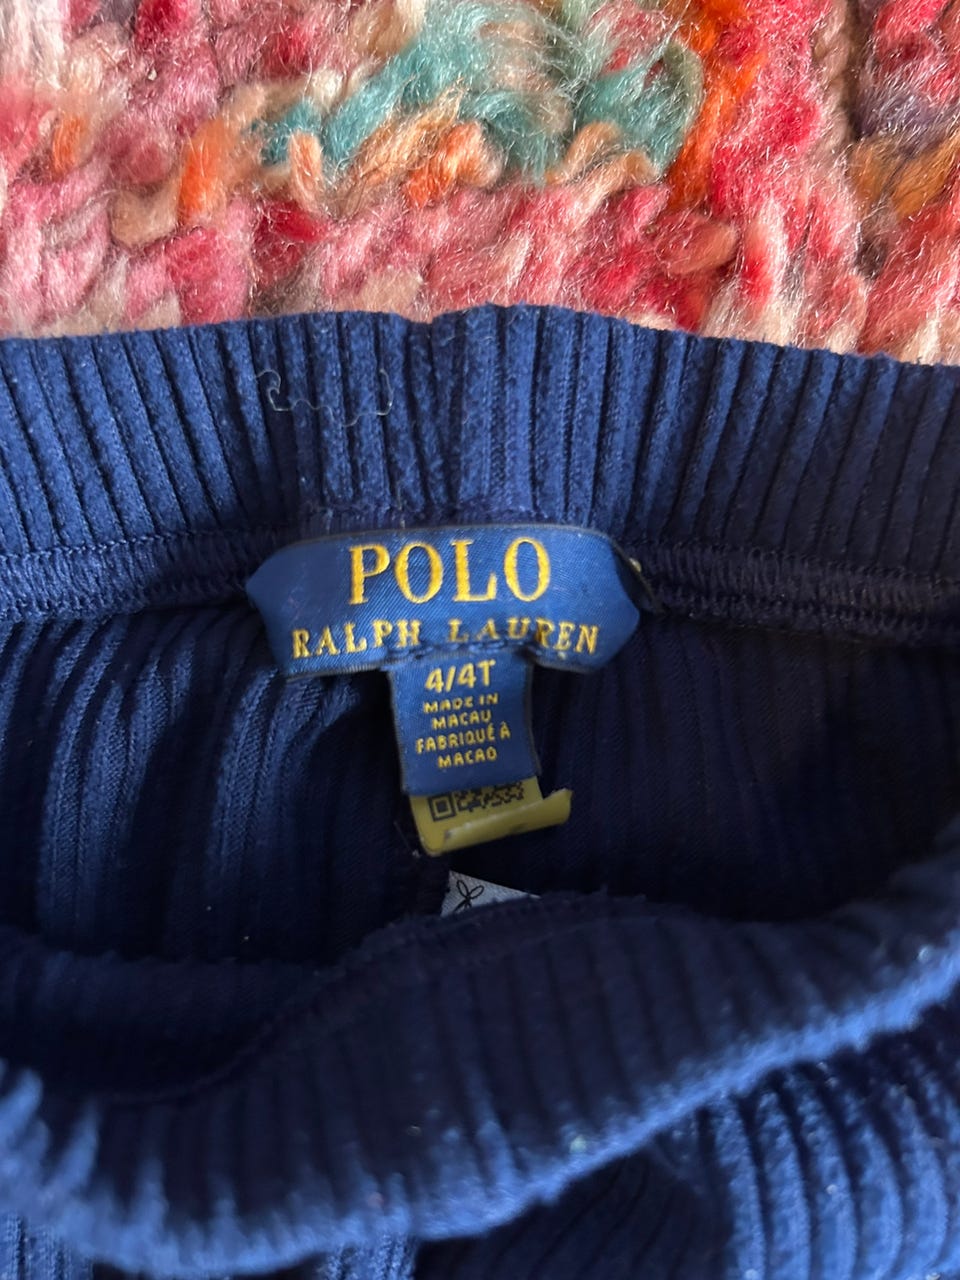 POLO
RALPH LAUREN
4/4T
MADE IN
MACAU
FABRIQUÉ À
MACAO